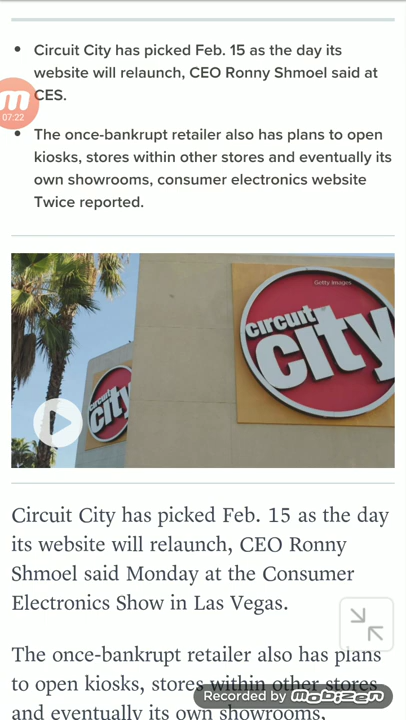 Circuit City has picked Feb. 15 as the day its
website will relaunch, CEO Ronny Shmoel said at
CES.
07:22
The once-bankrupt retailer also has plans to open
kiosks, stores within other stores and eventually its
own showrooms, consumer electronics website
Twice reported.
Getty Images
circuit
city
circuit
city
Circuit City has picked Feb. 15 as the day
its website will relaunch, CEO Ronny
Shmoel said Monday at the Consumer
Electronics Show in Las Vegas.
The once-bankrupt retailer also has plans
to open kiosks, stores within other stores
Recorded by mobizen
and eventually its own showrooms,